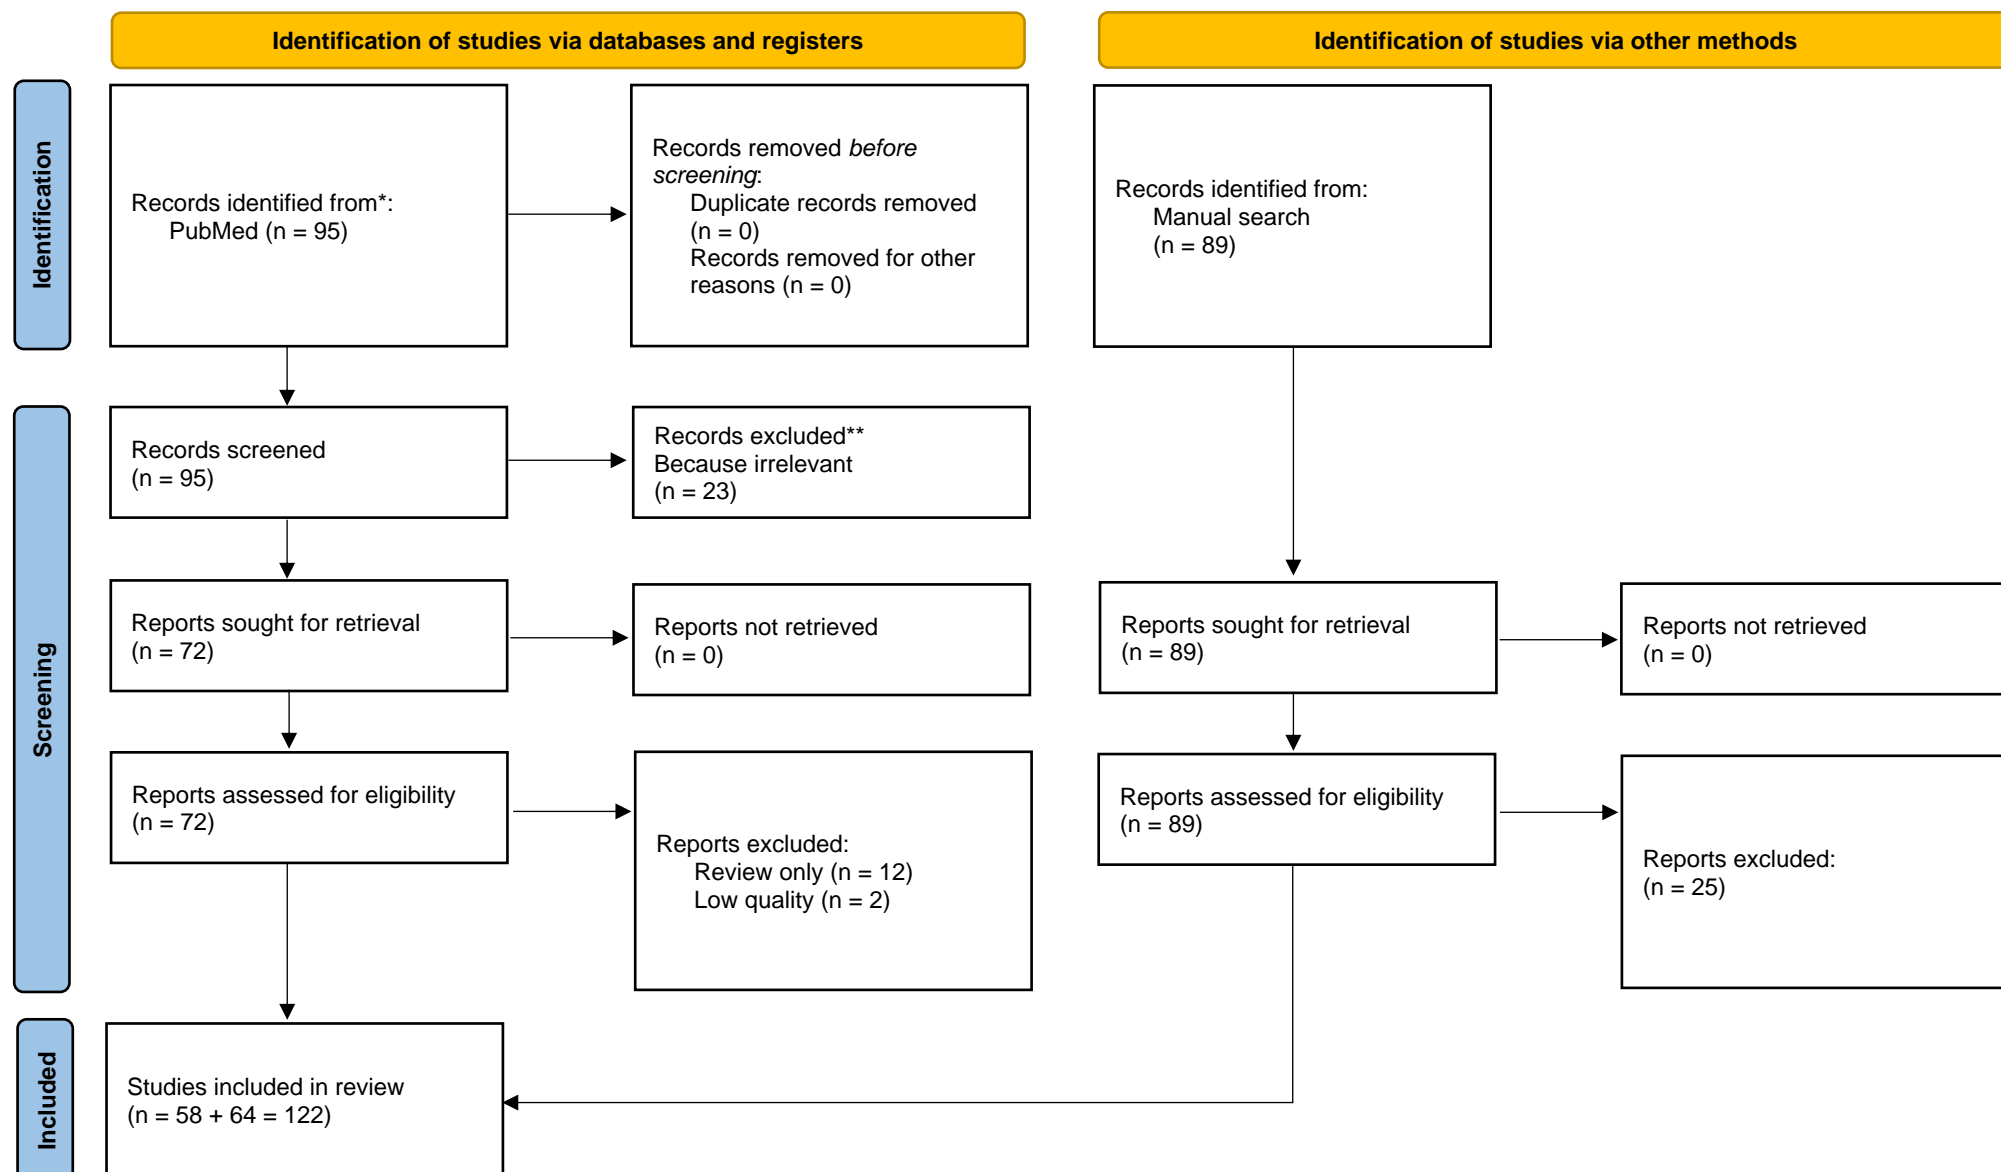 Identification of studies via databases and registers
Identification of studies via other methods
Identification
Records identified from*:
PubMed (n = 95)
Records removed before
screening:
Duplicate records removed
(n = 0)
Records removed for other
reasons (n = 0)
Records identified from:
Manual search
(n = 89)
Screening
Records screened
(n = 95)
Records excluded**
Because irrelevant
(n = 23)
Reports sought for retrieval
(n = 72)
Reports not retrieved
(n = 0)
Reports sought for retrieval
(n = 89)
Reports not retrieved
(n = 0)
Reports assessed for eligibility
(n = 72)
Reports excluded:
Review only (n = 12)
Low quality (n = 2)
Reports assessed for eligibility
(n = 89)
Reports excluded:
(n = 25)
Included
Studies included in review
(n = 58 + 64 = 122)